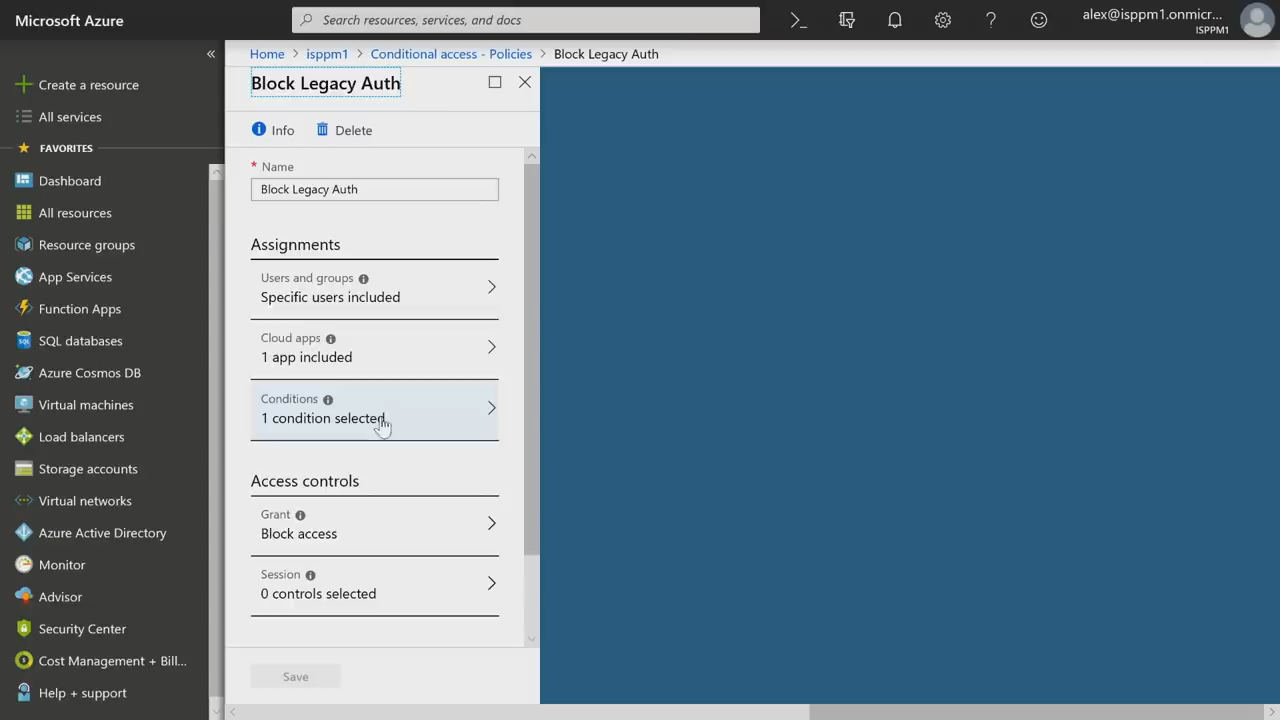 Microsoft Azure
Search resources, services, and docs
alex@isppm1.onmicr...
ISPPM1
Home > isppm1 > Conditional access - Policies > Block Legacy Auth
Create a resource
All services
FAVORITES
Dashboard
All resources
Resource groups
App Services
Function Apps
SQL databases
Azure Cosmos DB
Virtual machines
Load balancers
Storage accounts
Virtual networks
Azure Active Directory
Monitor
Advisor
Security Center
Cost Management + Bill...
Help + support
Block Legacy Auth
Info
Delete
* Name
Block Legacy Auth
Assignments
Users and groups
Specific users included
Cloud apps
1 app included
Conditions
1 condition selected
Access controls
Grant
Block access
Session
0 controls selected
Save